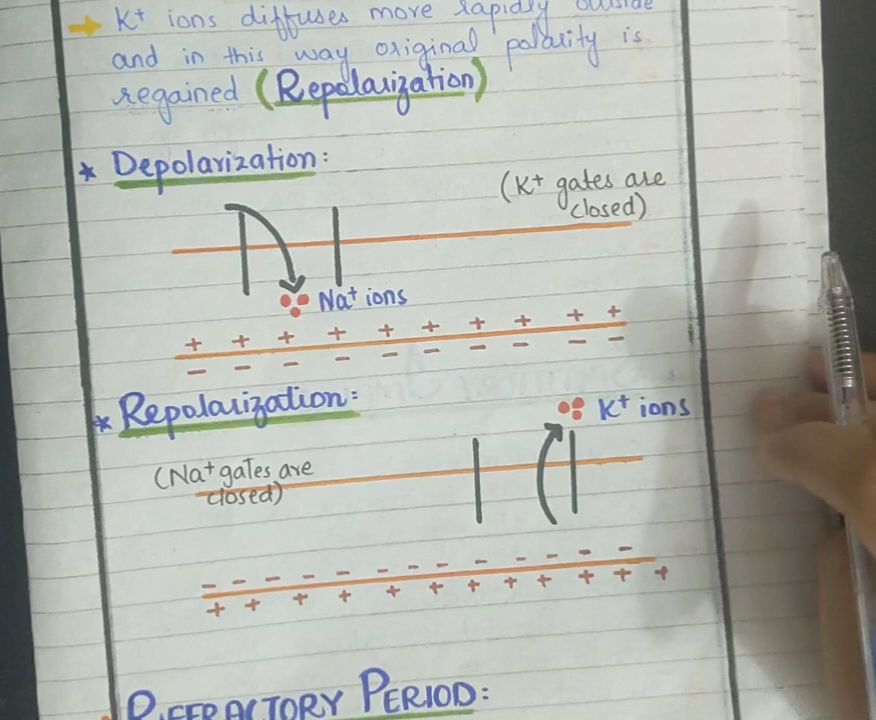 K+ ions diffuses more rapidly outside
and in this way original polarity is
regained (Repolarization)
* Depolarization:
(K+ gates are
closed)
Na+ ions
+ + + + + + + + + +
- - - - - - - - - -
* Repolarization:
K+ ions
(Na+ gates are
closed)
- - - - - - - - - - - - -
+ + + + + + + + + + +
REFRACTORY PERIOD: